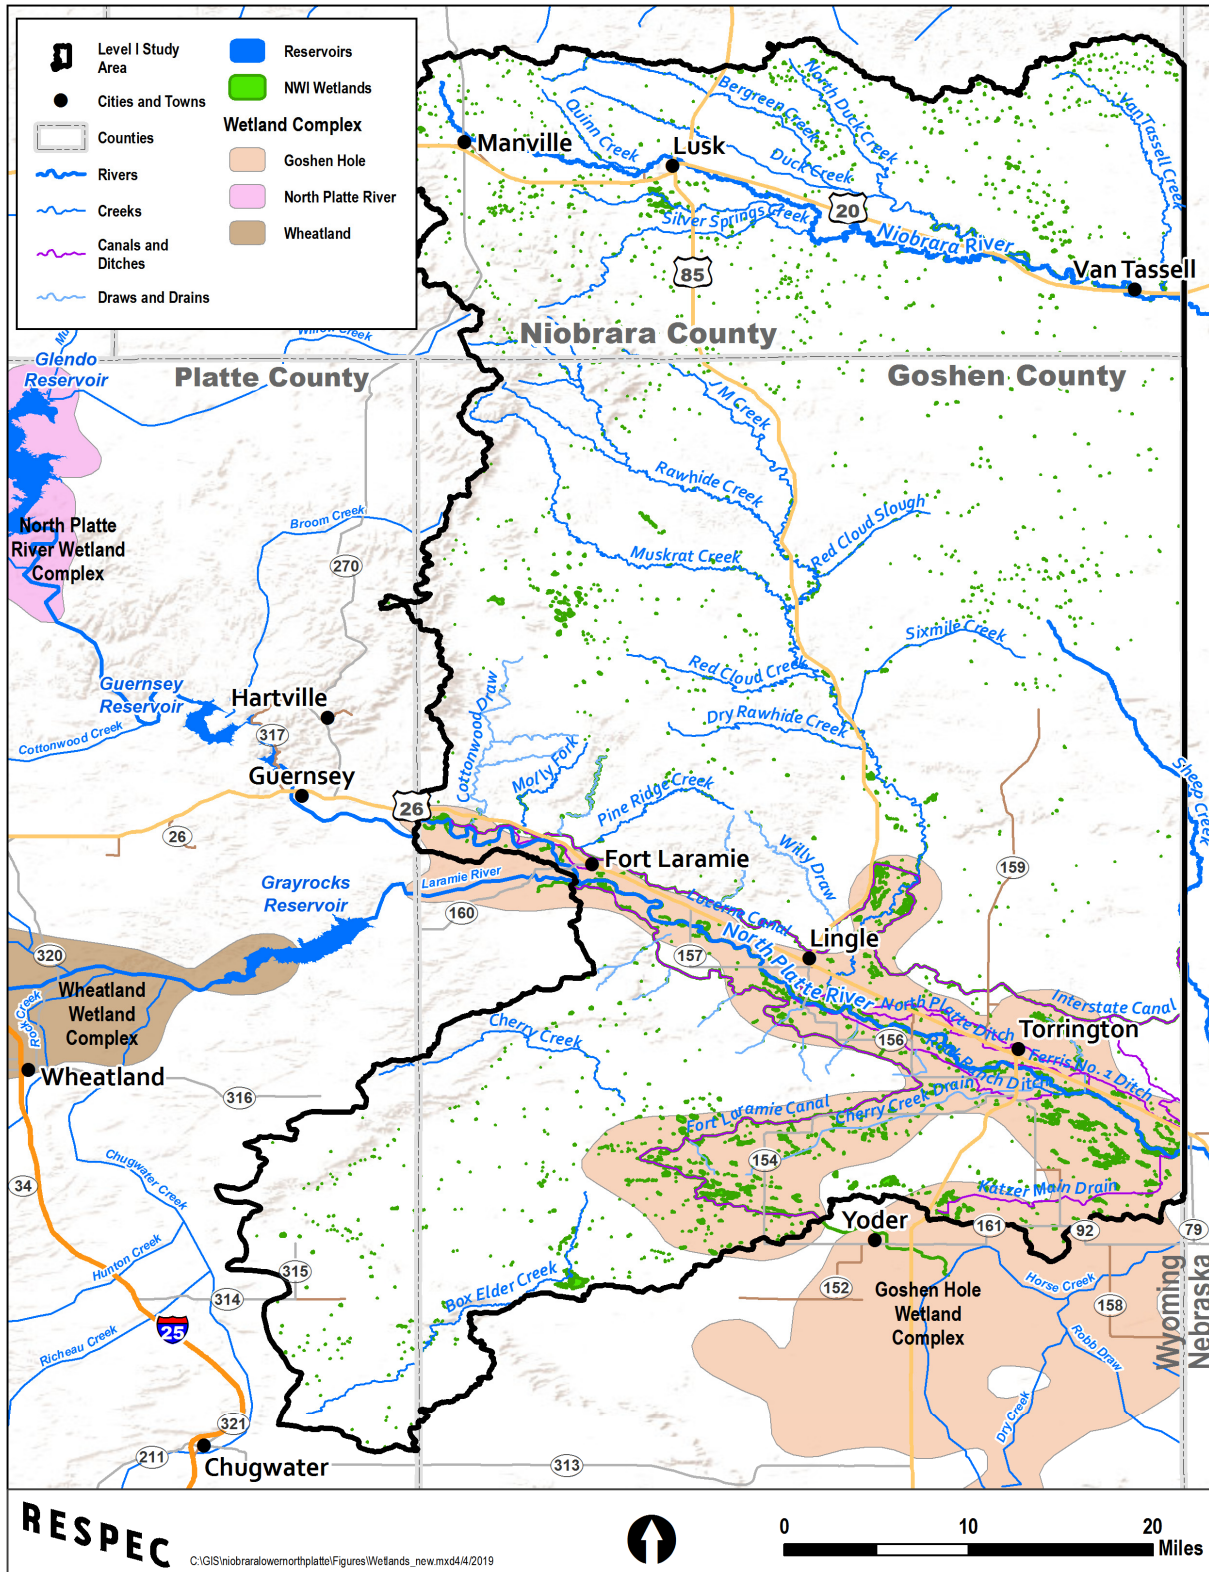 Level I Study
Area
Cities and Towns
Counties
Rivers
Creeks
Canals and
Ditches
Draws and Drains
Reservoirs
NWI Wetlands
Wetland Complex
Goshen Hole
North Platte River
Wheatland
Manville
Lusk
Quinn Creek
Bergreen Creek
North Duck Creek
Duck Creek
Van Tassell Creek
Silver Springs Creek
20
Niobrara River
85
Van Tassell
Niobrara County
Willow Creek
Mu
Glendo
Reservoir
Platte County
Goshen County
J M Creek
Rawhide Creek
Red Cloud Slough
Muskrat Creek
North Platte
River Wetland
Complex
Broom Creek
270
Sixmile Creek
Red Cloud Creek
Dry Rawhide Creek
Guernsey
Reservoir
Hartville
Cottonwood Creek
317
Guernsey
Cottonwood Draw
Molly Fork
Pine Ridge Creek
Sheep Creek
26
26
Willy Draw
Fort Laramie
159
Laramie River
Grayrocks
Reservoir
160
Lucerne Canal
Lingle
320
157
North Platte River
Wheatland
Wetland
Complex
Rock Creek
Interstate Canal
North Platte Ditch
Torrington
156
Cherry Creek
Rock Ranch Ditch
Ferris No. 1 Ditch
Wheatland
316
Fort Laramie Canal
Cherry Creek Drain
154
Chugwater Creek
34
Katzer Main Drain
Yoder
161
92
79
Hunton Creek
315
Box Elder Creek
152
Goshen Hole
Wetland
Complex
Horse Creek
158
314
25
Robb Draw
Wyoming
Nebraska
Richeau Creek
Dry Creek
321
211
Chugwater
313
RESPEC
C:\GIS\niobraralowernorthplatte\Figures\Wetlands_new.mxd4/4/2019
0 10 20
Miles